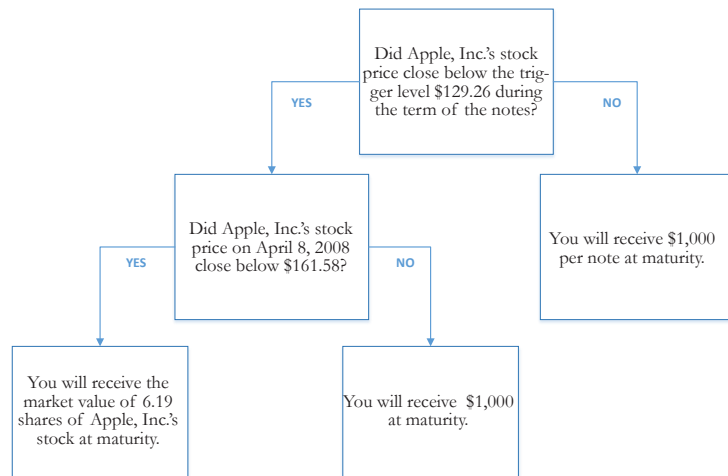 Did Apple, Inc.'s stock
price close below the trig-
ger level $129.26 during
the term of the notes?
YES
NO
Did Apple, Inc.'s stock
price on April 8, 2008
close below $161.58?
You will receive $1,000
per note at maturity.
YES
NO
You will receive the
market value of 6.19
shares of Apple, Inc.'s
stock at maturity.
You will receive $1,000
at maturity.